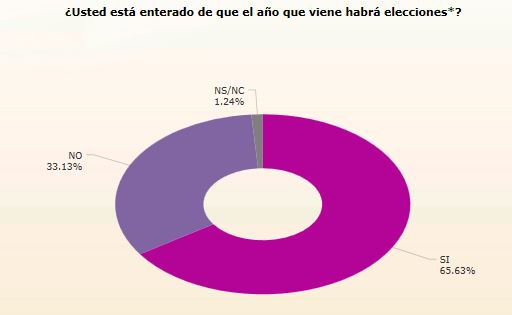 ¿Usted está enterado de que el año que viene habrá elecciones*?
NS/NC
1.24%
NO
33.13%
SI
65.63%